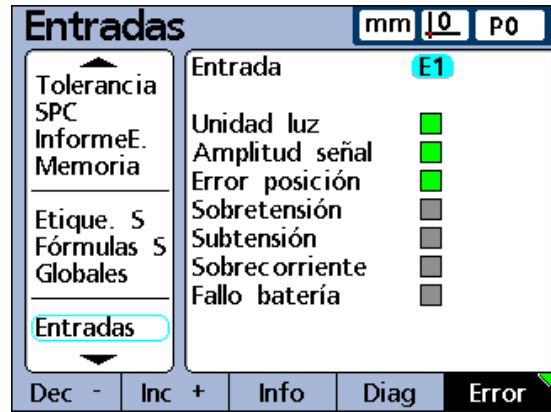 Entradas
mm 0 P0
Tolerancia
SPC
InformeE.
Memoria
Etique. S
Fórmulas S
Globales
Entradas
Entrada E1
Unidad luz
Amplitud señal
Error posición
Sobretensión
Subtensión
Sobrecorriente
Fallo batería
Dec - Inc + Info Diag Error